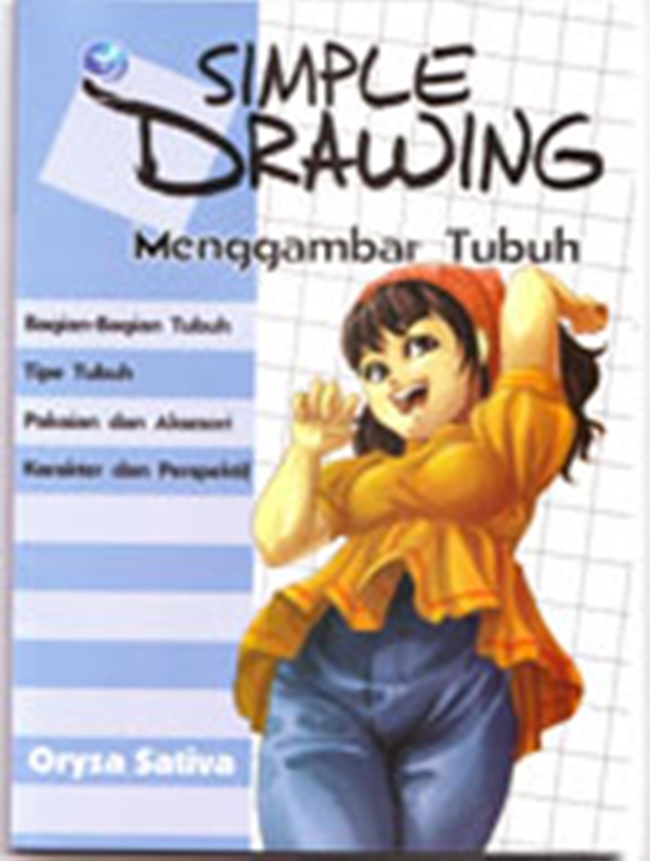 SIMPLE
DRAWING
Menggambar Tubuh
Bagian-Bagian Tubuh
Tipe Tubuh
Pakaian dan Aksesori
Karakter dan Perspektif
Orysa Sativa